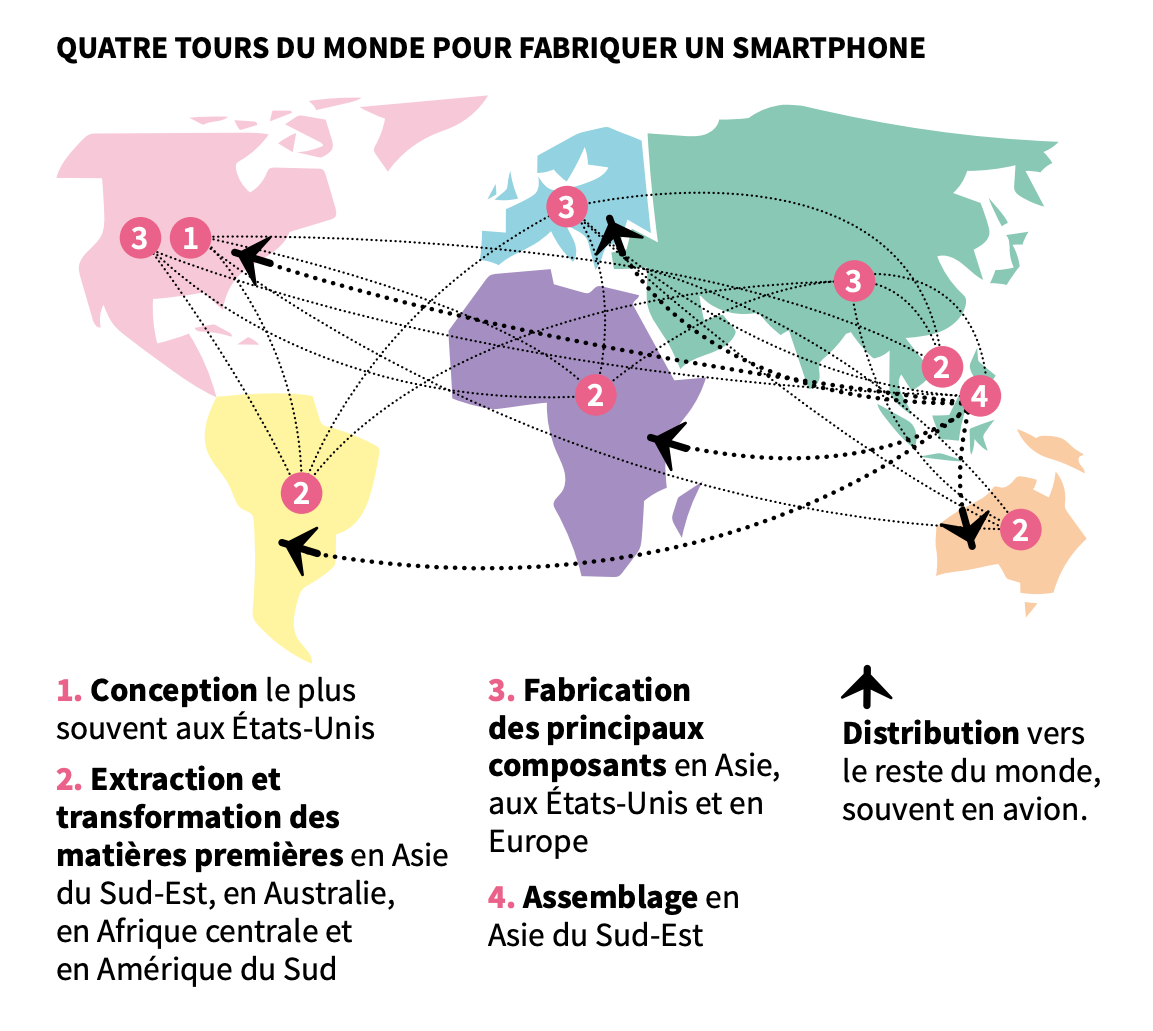 QUATRE TOURS DU MONDE POUR FABRIQUER UN SMARTPHONE
3
3
1
3
2
4
2
2
2
1. Conception le plus
souvent aux États-Unis
2. Extraction et
transformation des
matières premières en Asie
du Sud-Est, en Australie,
en Afrique centrale et
en Amérique du Sud
3. Fabrication
des principaux
composants en Asie,
aux États-Unis et en
Europe
4. Assemblage en
Asie du Sud-Est
Distribution vers
le reste du monde,
souvent en avion.